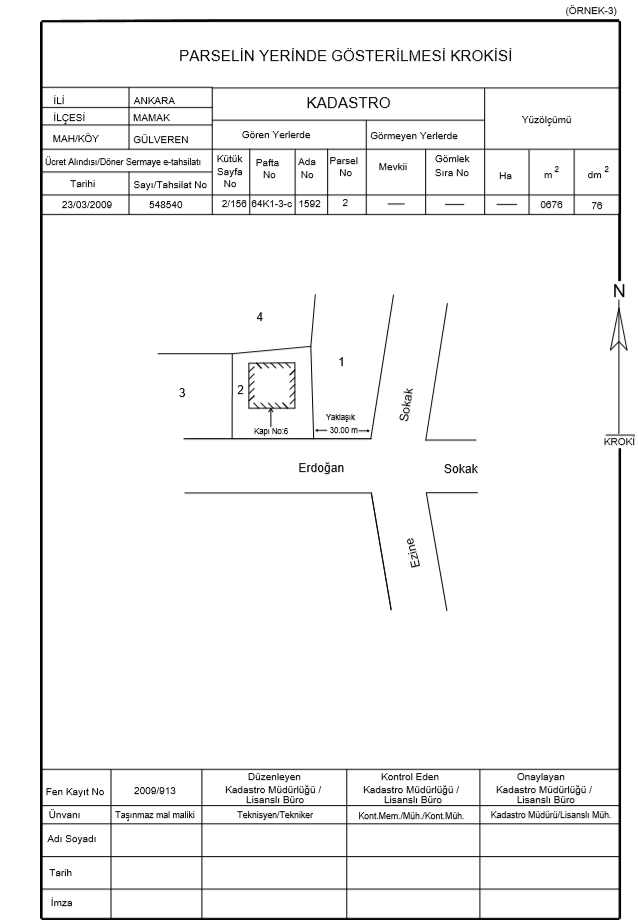 (ÖRNEK-3)
PARSELİN YERİNDE GÖSTERİLMESİ KROKİSİ
İLİ ANKARA
İLÇESİ MAMAK
MAH/KÖY GÜLVEREN
KADASTRO
Yüzölçümü
Gören Yerlerde Görmeyen Yerlerde
Ücret Alındısı/Döner Sermaye e-tahsilatı
Tarihi Sayı/Tahsilat No
Kütük Sayfa No
Pafta No
Ada No
Parsel No
Mevkii
Gömlek Sıra No
Ha m² dm²
23/03/2009 548540 2/156 64K1-3-c 1592 2 — — — 0676 76
N
KROKİ
4
1
3
2
Kapı No:6
Yaklaşık
30.00 m
Sokak
Erdoğan Sokak
Ezine
Fen Kayıt No 2009/913
Düzenleyen
Kadastro Müdürlüğü /
Lisanslı Büro
Kontrol Eden
Kadastro Müdürlüğü /
Lisanslı Büro
Onaylayan
Kadastro Müdürlüğü /
Lisanslı Büro
Ünvanı Taşınmaz mal maliki Teknisyen/Tekniker Kont.Mem./Müh./Kont.Müh. Kadastro Müdürü/Lisanslı Müh.
Adı Soyadı
Tarih
İmza